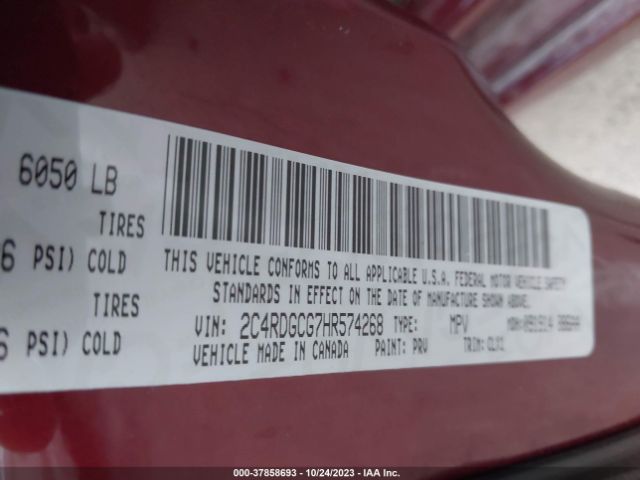 6050 LB
TIRES
6 PSI) COLD
TIRES
6 PSI) COLD
THIS VEHICLE CONFORMS TO ALL APPLICABLE U.S.A. FEDERAL MOTOR VEHICLE SAFETY
STANDARDS IN EFFECT ON THE DATE OF MANUFACTURE SHOWN ABOVE.
VIN: 2C4RDGCG7HR574268 TYPE: MPV
VEHICLE MADE IN CANADA PAINT: PRV TRIM:
000-37858693 - 10/24/2023 - IAA Inc.